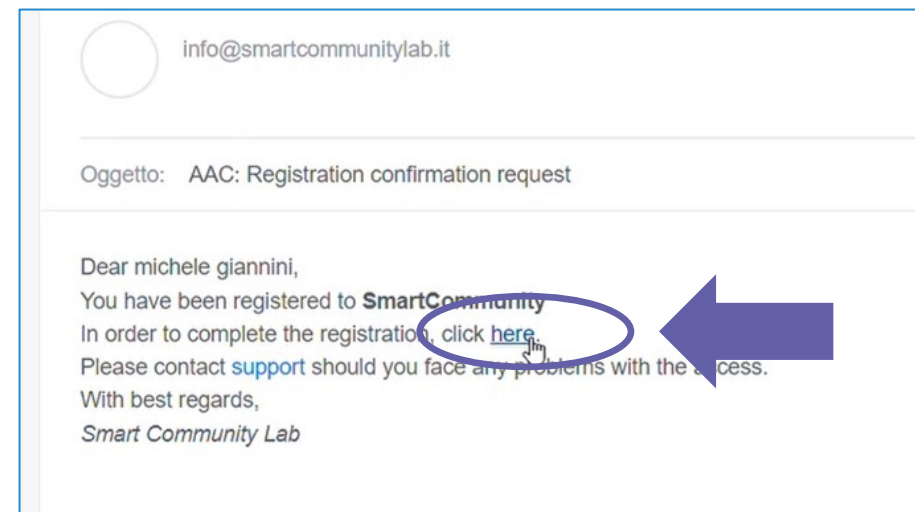 info@smartcommunitylab.it
Oggetto: AAC: Registration confirmation request
Dear michele giannini,
You have been registered to SmartCommunity
In order to complete the registration, click here.
Please contact support should you face any problems with the access.
With best regards,
Smart Community Lab